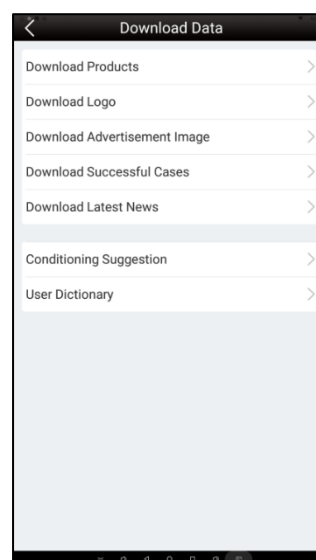 Download Data
Download Products
Download Logo
Download Advertisement Image
Download Successful Cases
Download Latest News
Conditioning Suggestion
User Dictionary